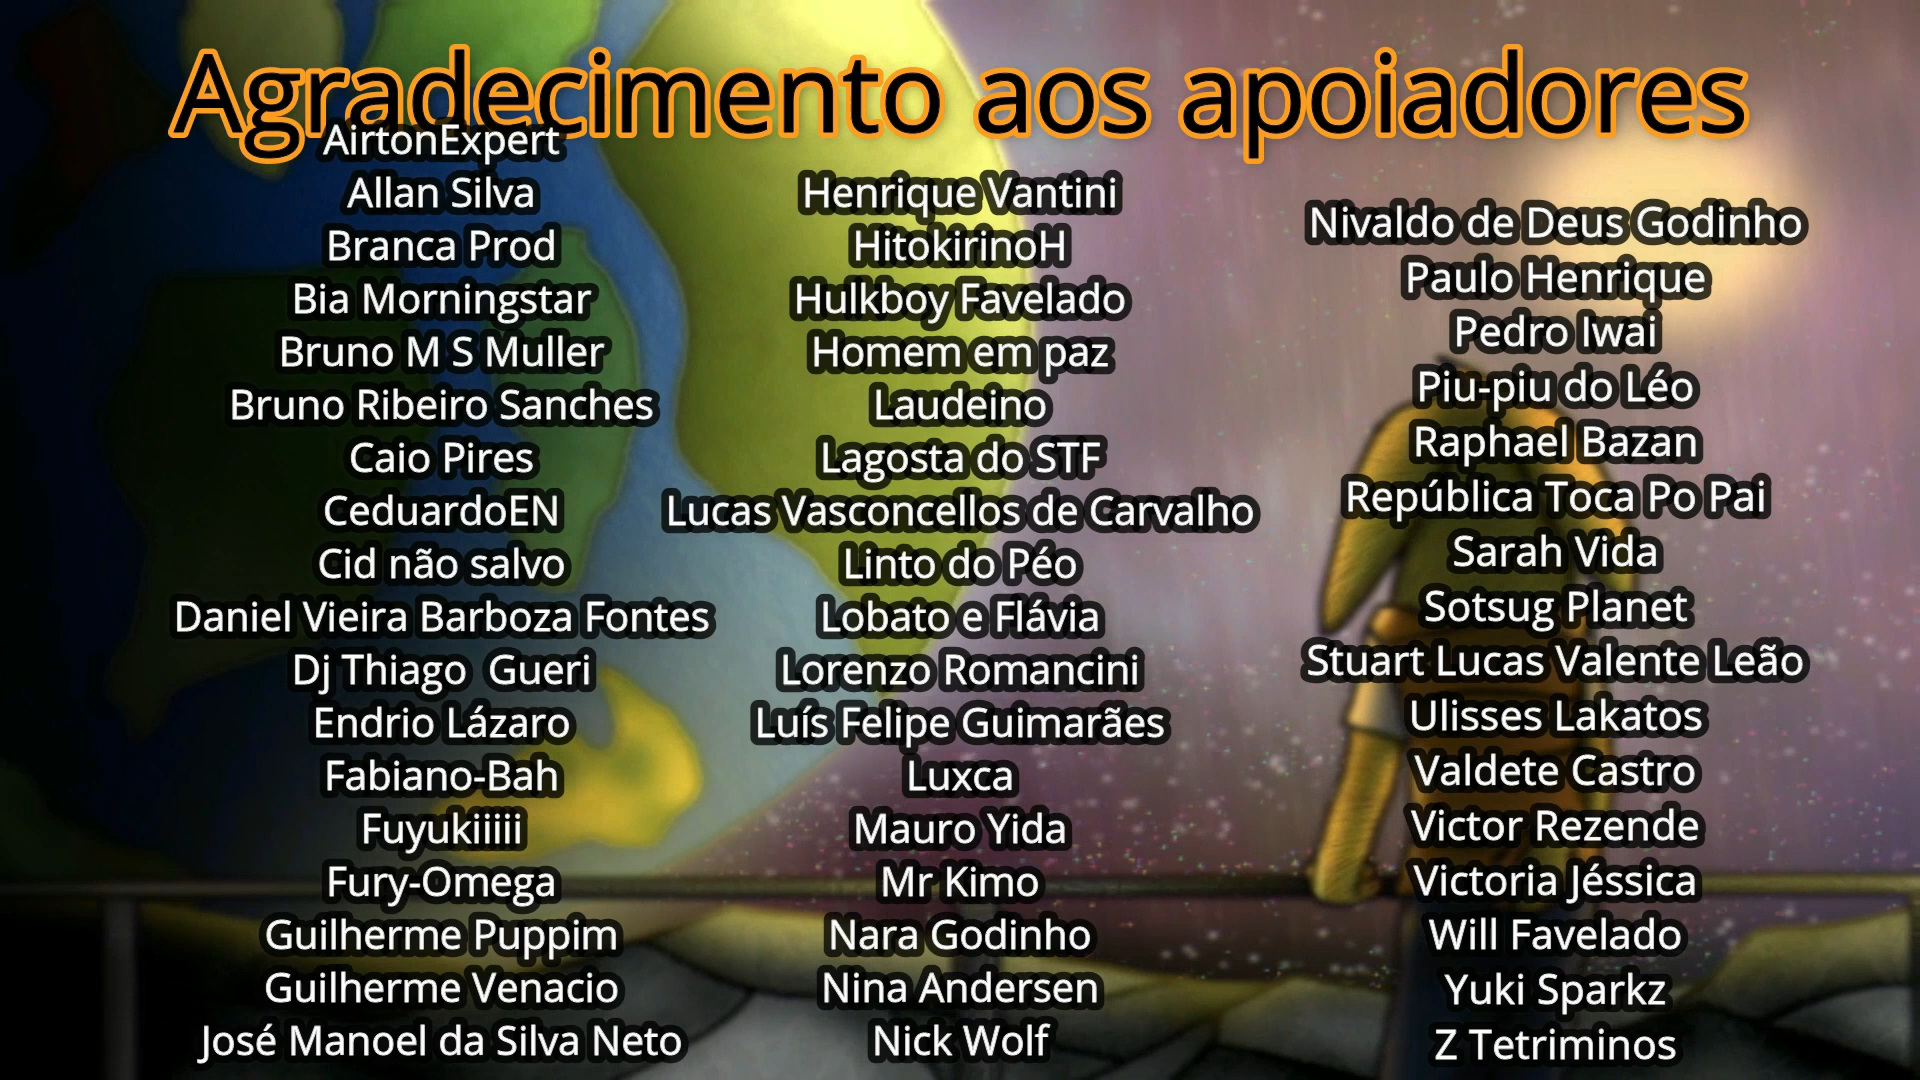 Agradecimento aos apoiadores
AirtonExpert
Allan Silva
Branca Prod
Bia Morningstar
Bruno M S Muller
Bruno Ribeiro Sanches
Caio Pires
CeduardoEN
Cid não salvo
Daniel Vieira Barboza Fontes
Dj Thiago  Gueri
Endrio Lázaro
Fabiano-Bah
Fuyukiiiii
Fury-Omega
Guilherme Puppim
Guilherme Venacio
José Manoel da Silva Neto
Henrique Vantini
HitokirinoH
Hulkboy Favelado
Homem em paz
Laudeino
Lagosta do STF
Lucas Vasconcellos de Carvalho
Linto do Péo
Lobato e Flávia
Lorenzo Romancini
Luís Felipe Guimarães
Luxca
Mauro Yida
Mr Kimo
Nara Godinho
Nina Andersen
Nick Wolf
Nivaldo de Deus Godinho
Paulo Henrique
Pedro Iwai
Piu-piu do Léo
Raphael Bazan
República Toca Po Pai
Sarah Vida
Sotsug Planet
Stuart Lucas Valente Leão
Ulisses Lakatos
Valdete Castro
Victor Rezende
Victoria Jéssica
Will Favelado
Yuki Sparkz
Z Tetriminos